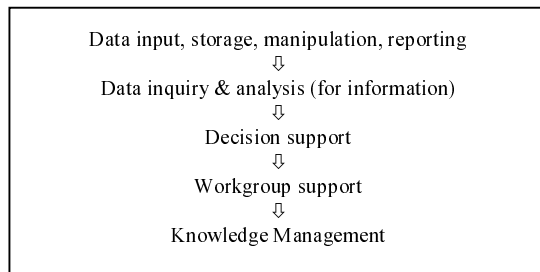 Data input, storage, manipulation, reporting
⇩
Data inquiry & analysis (for information)
⇩
Decision support
⇩
Workgroup support
⇩
Knowledge Management